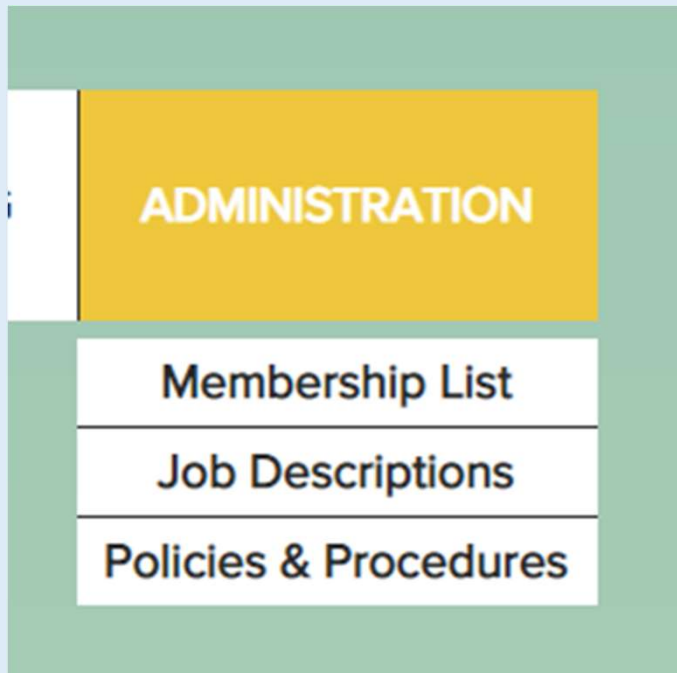 ADMINISTRATION
Membership List
Job Descriptions
Policies & Procedures